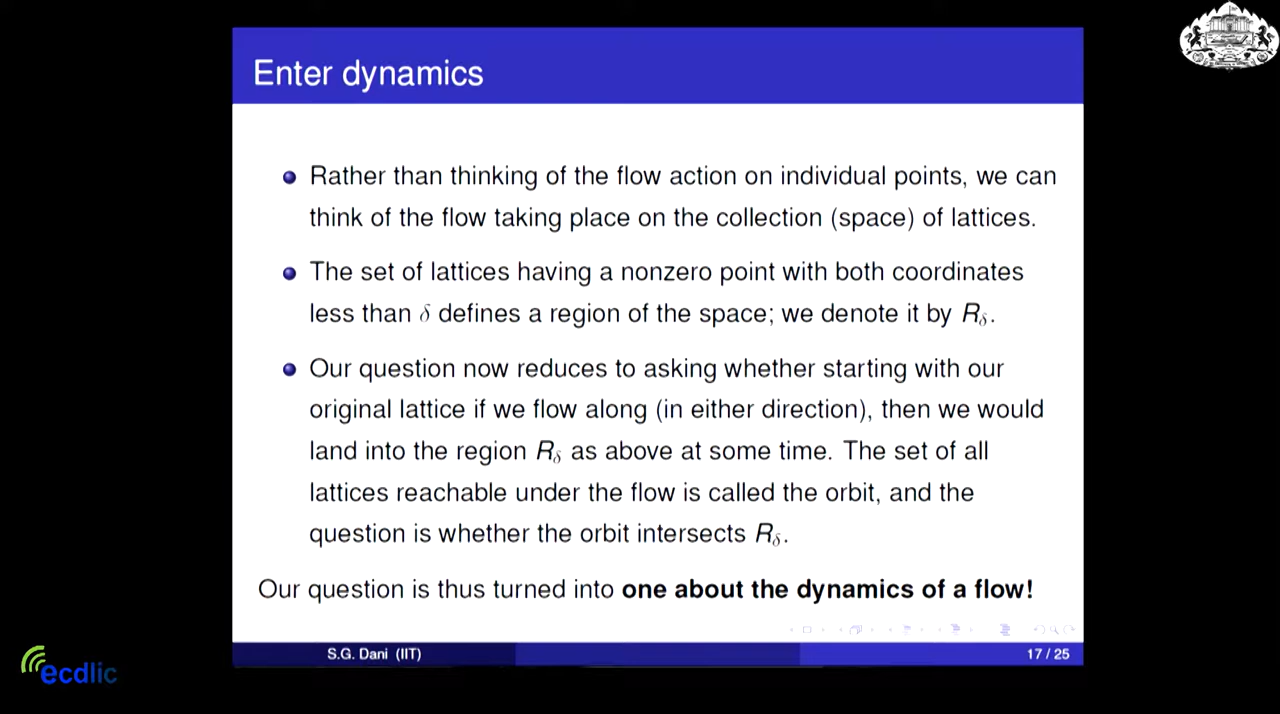 Enter dynamics
Rather than thinking of the flow action on individual points, we can
think of the flow taking place on the collection (space) of lattices.
The set of lattices having a nonzero point with both coordinates
less than δ defines a region of the space; we denote it by Rδ.
Our question now reduces to asking whether starting with our
original lattice if we flow along (in either direction), then we would
land into the region Rδ as above at some time. The set of all
lattices reachable under the flow is called the orbit, and the
question is whether the orbit intersects Rδ.
Our question is thus turned into one about the dynamics of a flow!
S.G. Dani (IIT)
17 / 25
ecdlic